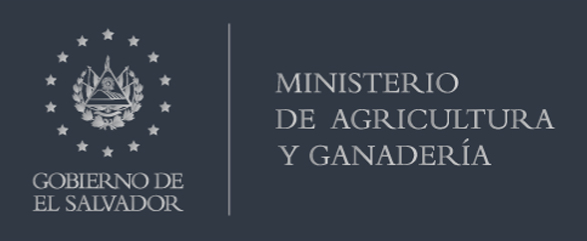 GOBIERNO DE
EL SALVADOR
MINISTERIO
DE AGRICULTURA
Y GANADERÍA